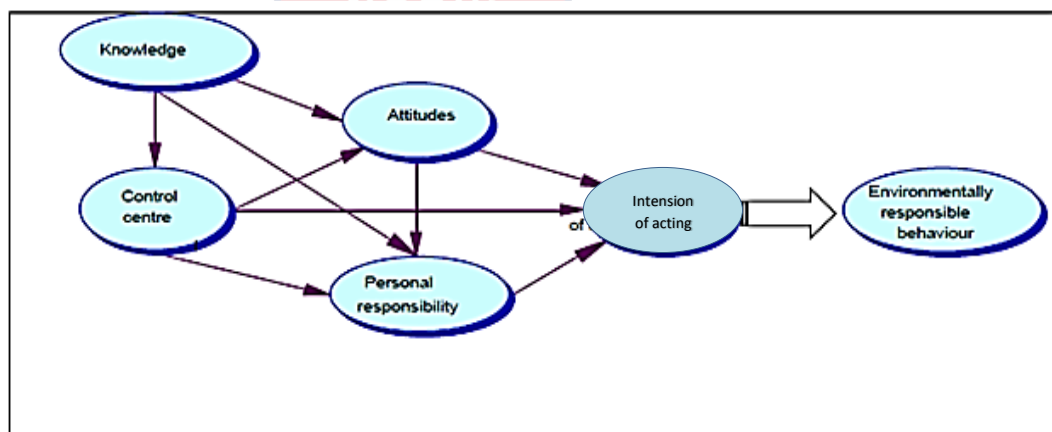 Knowledge
Attitudes
Control
centre
Intension
of acting
of
Environmentally
responsible
behaviour
Personal
responsibility